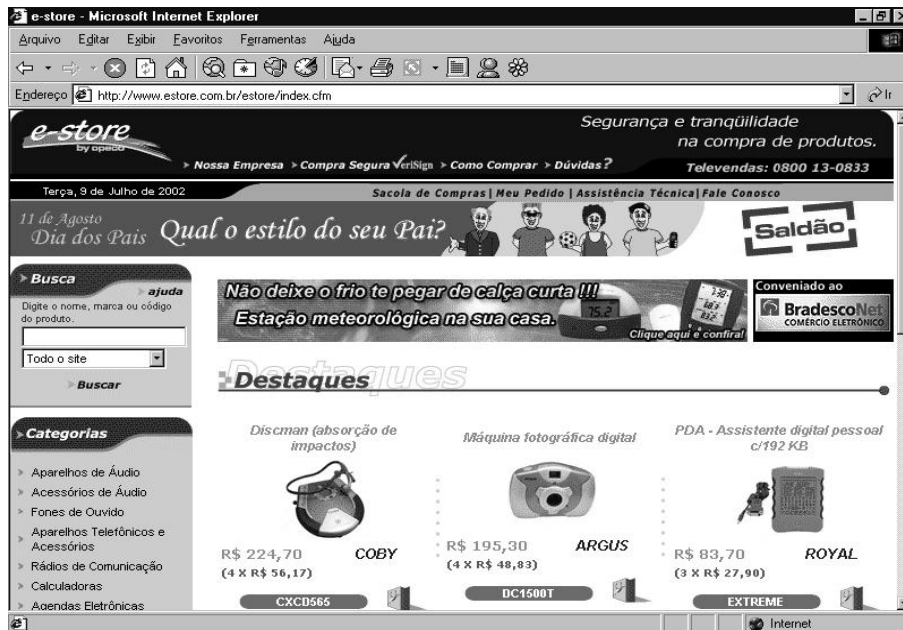 e-store - Microsoft Internet Explorer
Arquivo Editar Exibir Favoritos Ferramentas Ajuda
Endereço http://www.estore.com.br/estore/index.cfm Ir
e-store
by opeco
Segurança e tranqüilidade
na compra de produtos.
> Nossa Empresa > Compra Segura VeriSign > Como Comprar > Dúvidas?
Televendas: 0800 13-0833
Terça, 9 de Julho de 2002
Sacola de Compras| Meu Pedido | Assistência Técnica| Fale Conosco
11 de Agosto
Dia dos Pais
Qual o estilo do seu Pai?
Saldão
> Busca
> ajuda
Digite o nome, marca ou código
do produto.
Todo o site
> Buscar
Não deixe o frio te pegar de calça curta !!!
Estação meteorológica na sua casa.
75.2
Clique aqui e confira!
Conveniado ao
BradescoNet
COMÉRCIO ELETRÔNICO
Destaques
> Categorias
> Aparelhos de Áudio
> Acessórios de Áudio
> Fones de Ouvido
> Aparelhos Telefônicos e
Acessórios
> Rádios de Comunicação
> Calculadoras
> Agendas Eletrônicas
Discman (absorção de
impactos)
R$ 224,70 COBY
(4 X R$ 56,17)
CXCD565
Máquina fotográfica digital
R$ 195,30 ARGUS
(4 X R$ 48,83)
DC1500T
PDA - Assistente digital pessoal
c/192 KB
R$ 83,70 ROYAL
(3 X R$ 27,90)
EXTREME
Internet